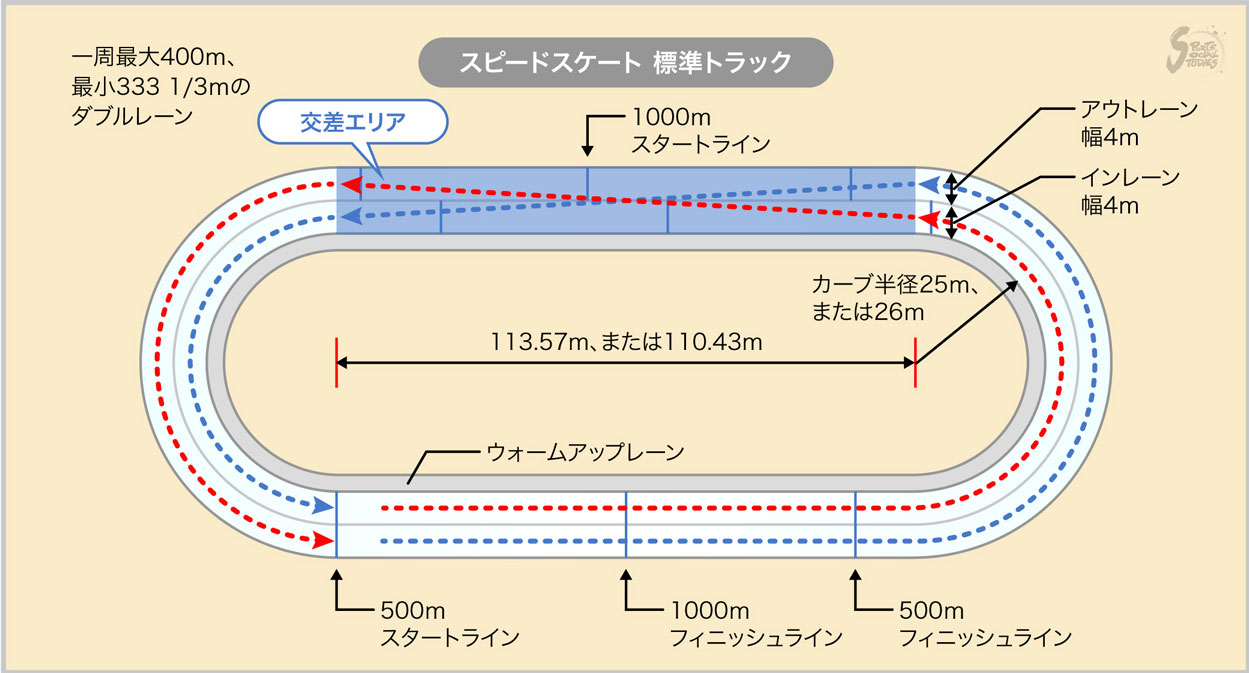 一周最大400m、
最小333 1/3mの
ダブルレーン
スピードスケート 標準トラック
SPORTS
SOCIAL
STUDIES
交差エリア
1000m
スタートライン
アウトレーン
幅4m
インレーン
幅4m
カーブ半径25m、
または26m
113.57m、または110.43m
ウォームアップレーン
500m
スタートライン
1000m
フィニッシュライン
500m
フィニッシュライン